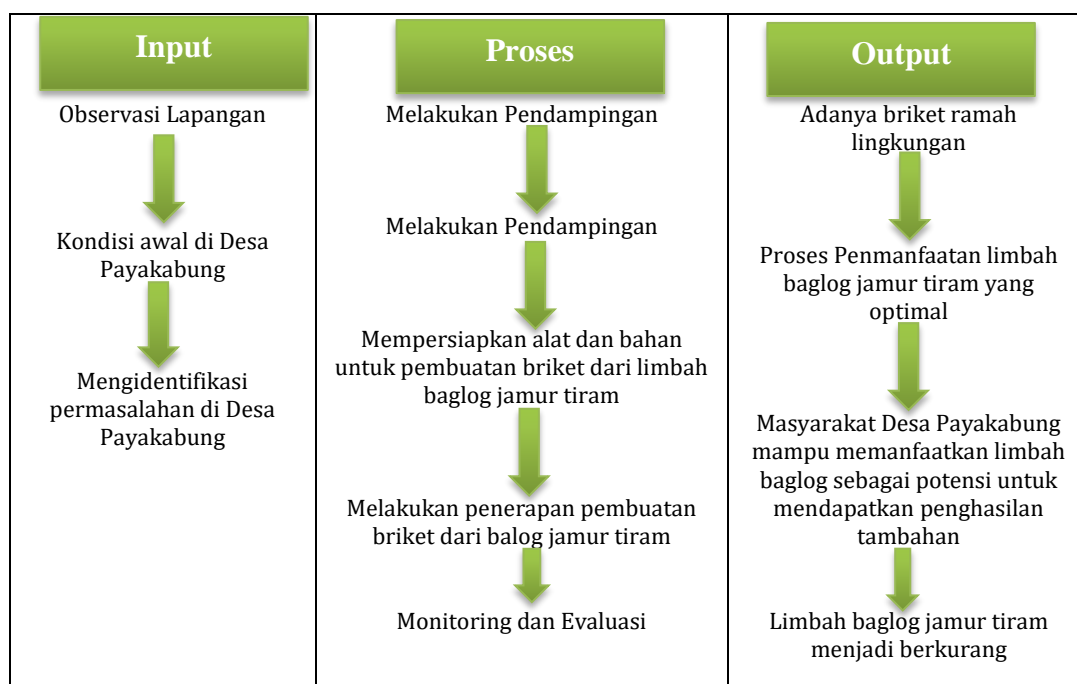 Input
Observasi Lapangan
Kondisi awal di Desa
Payakabung
Mengidentifikasi
permasalahan di Desa
Payakabung
Proses
Melakukan Pendampingan
Melakukan Pendampingan
Mempersiapkan alat dan bahan
untuk pembuatan briket dari limbah
baglog jamur tiram
Melakukan penerapan pembuatan
briket dari balog jamur tiram
Monitoring dan Evaluasi
Output
Adanya briket ramah
lingkungan
Proses Penmanfaatan limbah
baglog jamur tiram yang
optimal
Masyarakat Desa Payakabung
mampu memanfaatkan limbah
baglog sebagai potensi untuk
mendapatkan penghasilan
tambahan
Limbah baglog jamur tiram
menjadi berkurang